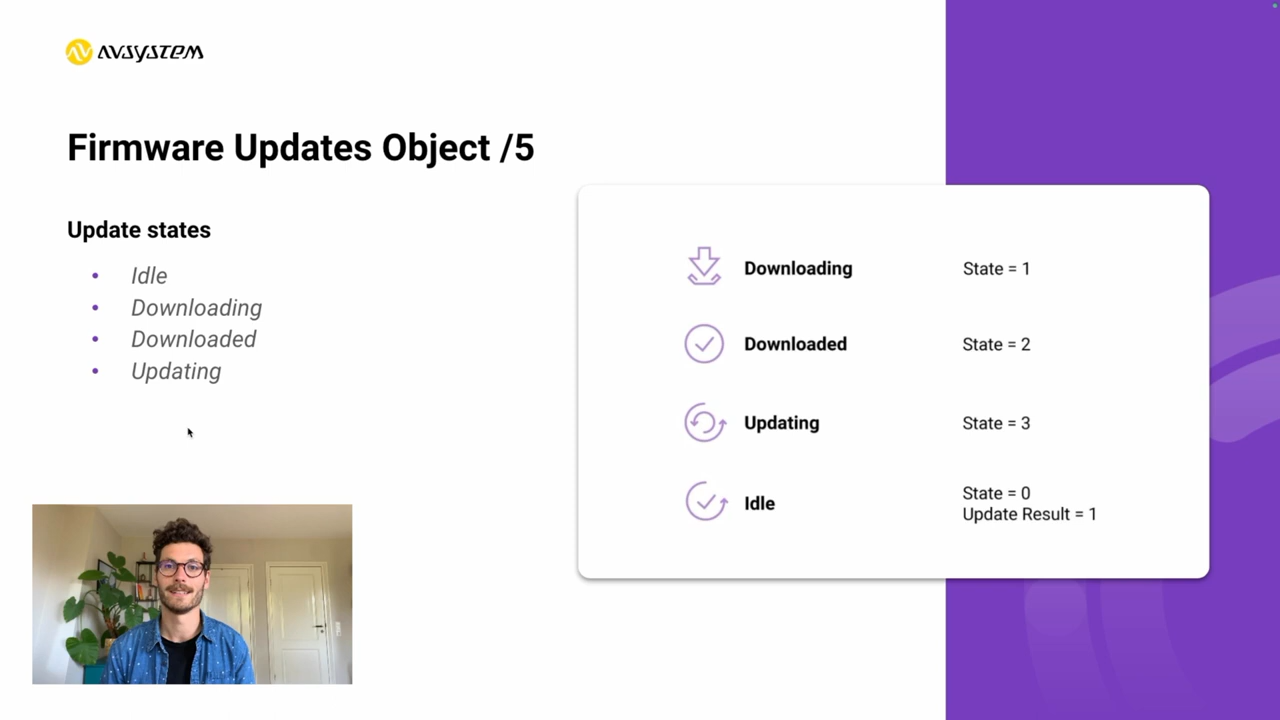 AVSYSTEM
Firmware Updates Object /5
Update states
• Idle
• Downloading
• Downloaded
• Updating
Downloading State = 1
Downloaded State = 2
Updating State = 3
Idle State = 0
Update Result = 1